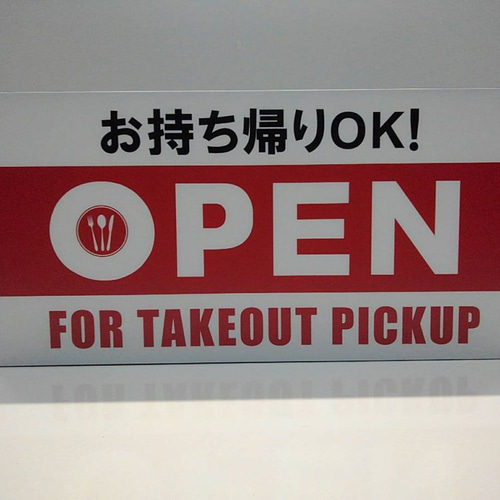 お持ち帰りOK!
OPEN
FOR TAKEOUT PICKUP